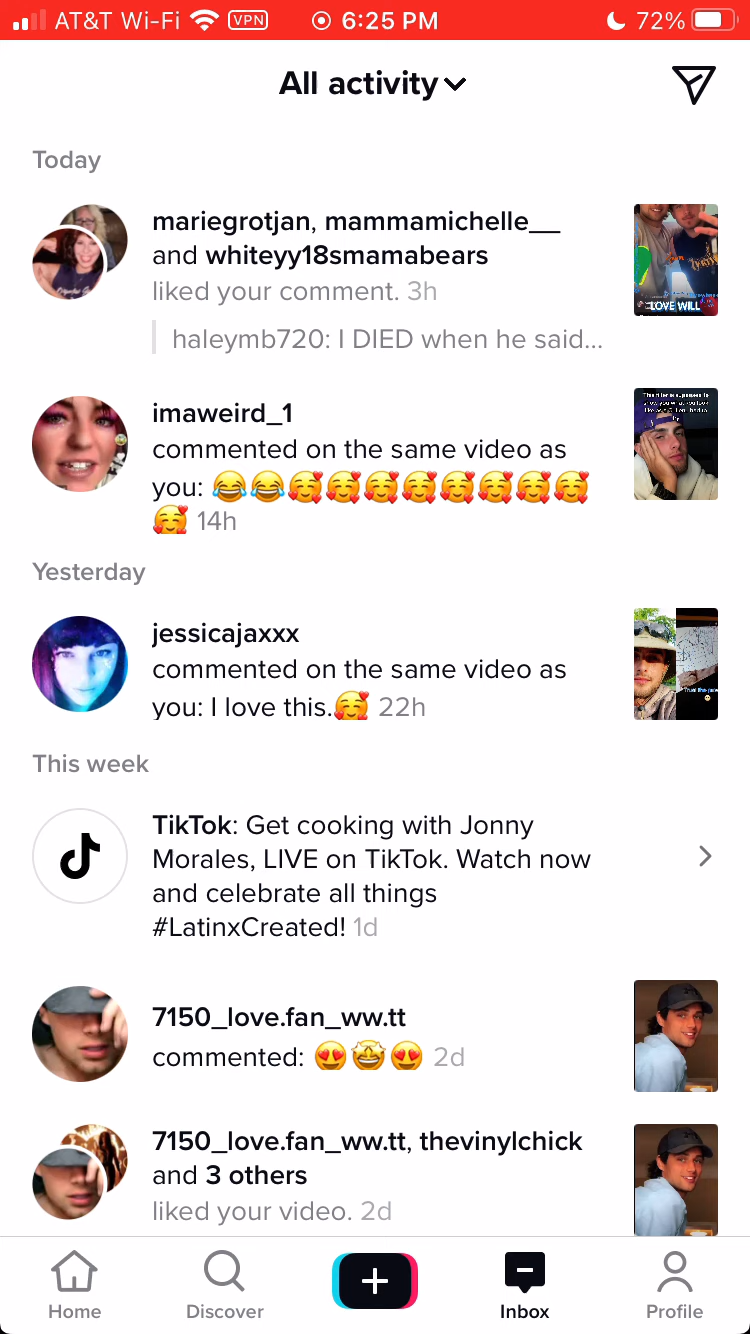 AT&T Wi-Fi VPN 6:25 PM 72%
All activity
Today
mariegrotjan, mammamichelle__
and whiteyy18smamabears
liked your comment. 3h
haleymb720: I DIED when he said...
LOVE WILL
imaweird_1
commented on the same video as
you: 😂😂🥰🥰🥰🥰🥰🥰🥰🥰
🥰 14h
Yesterday
jessicajaxxx
commented on the same video as
you: I love this.🥰 22h
This week
TikTok: Get cooking with Jonny
Morales, LIVE on TikTok. Watch now
and celebrate all things
#LatinxCreated! 1d
7150_love.fan_ww.tt
commented: 😍🤩😍 2d
7150_love.fan_ww.tt, thevinylchick
and 3 others
liked your video. 2d
Home Discover Inbox Profile